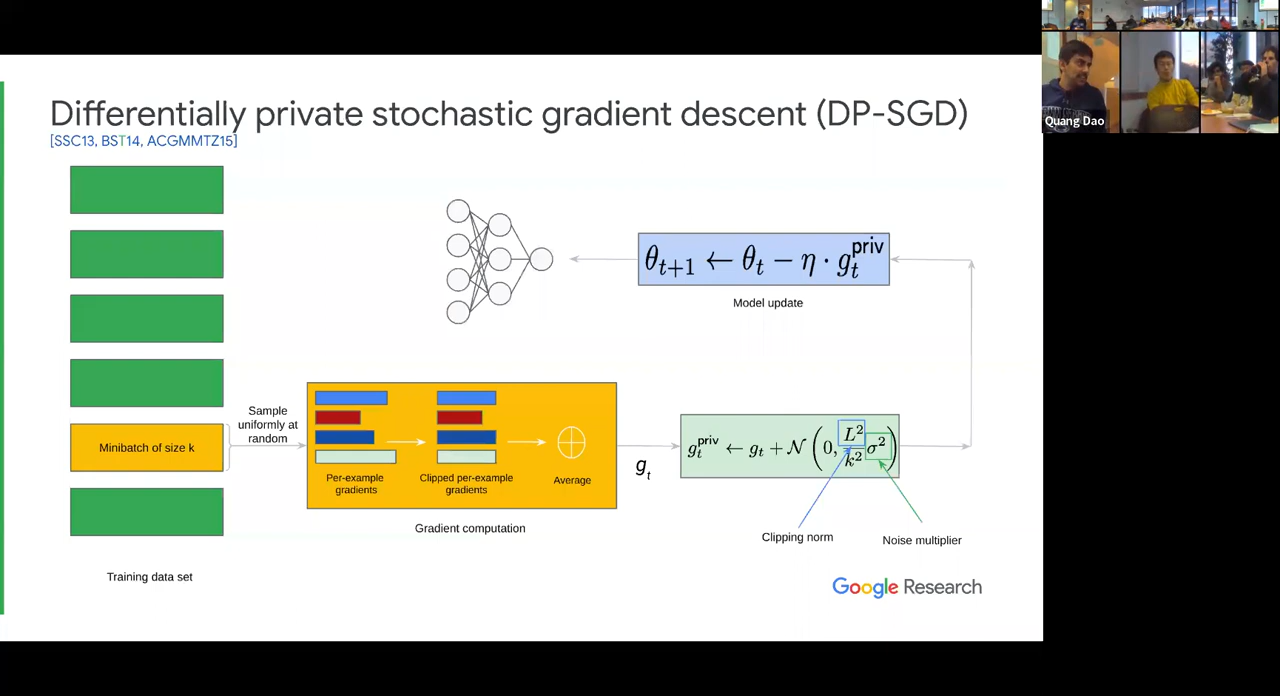 Differentially private stochastic gradient descent (DP-SGD)
[SSC13, BST14, ACGMMTZ15]
Quang Dao
θ_{t+1} ← θ_t − η · g_t^{priv}
Model update
Minibatch of size k
Training data set
Sample
uniformly at
random
Per-example
gradients
Clipped per-example
gradients
Average
Gradient computation
g_t
g_t^{priv} ← g_t + 𝒩(0, L²/k² σ²)
Clipping norm
Noise multiplier
Google Research